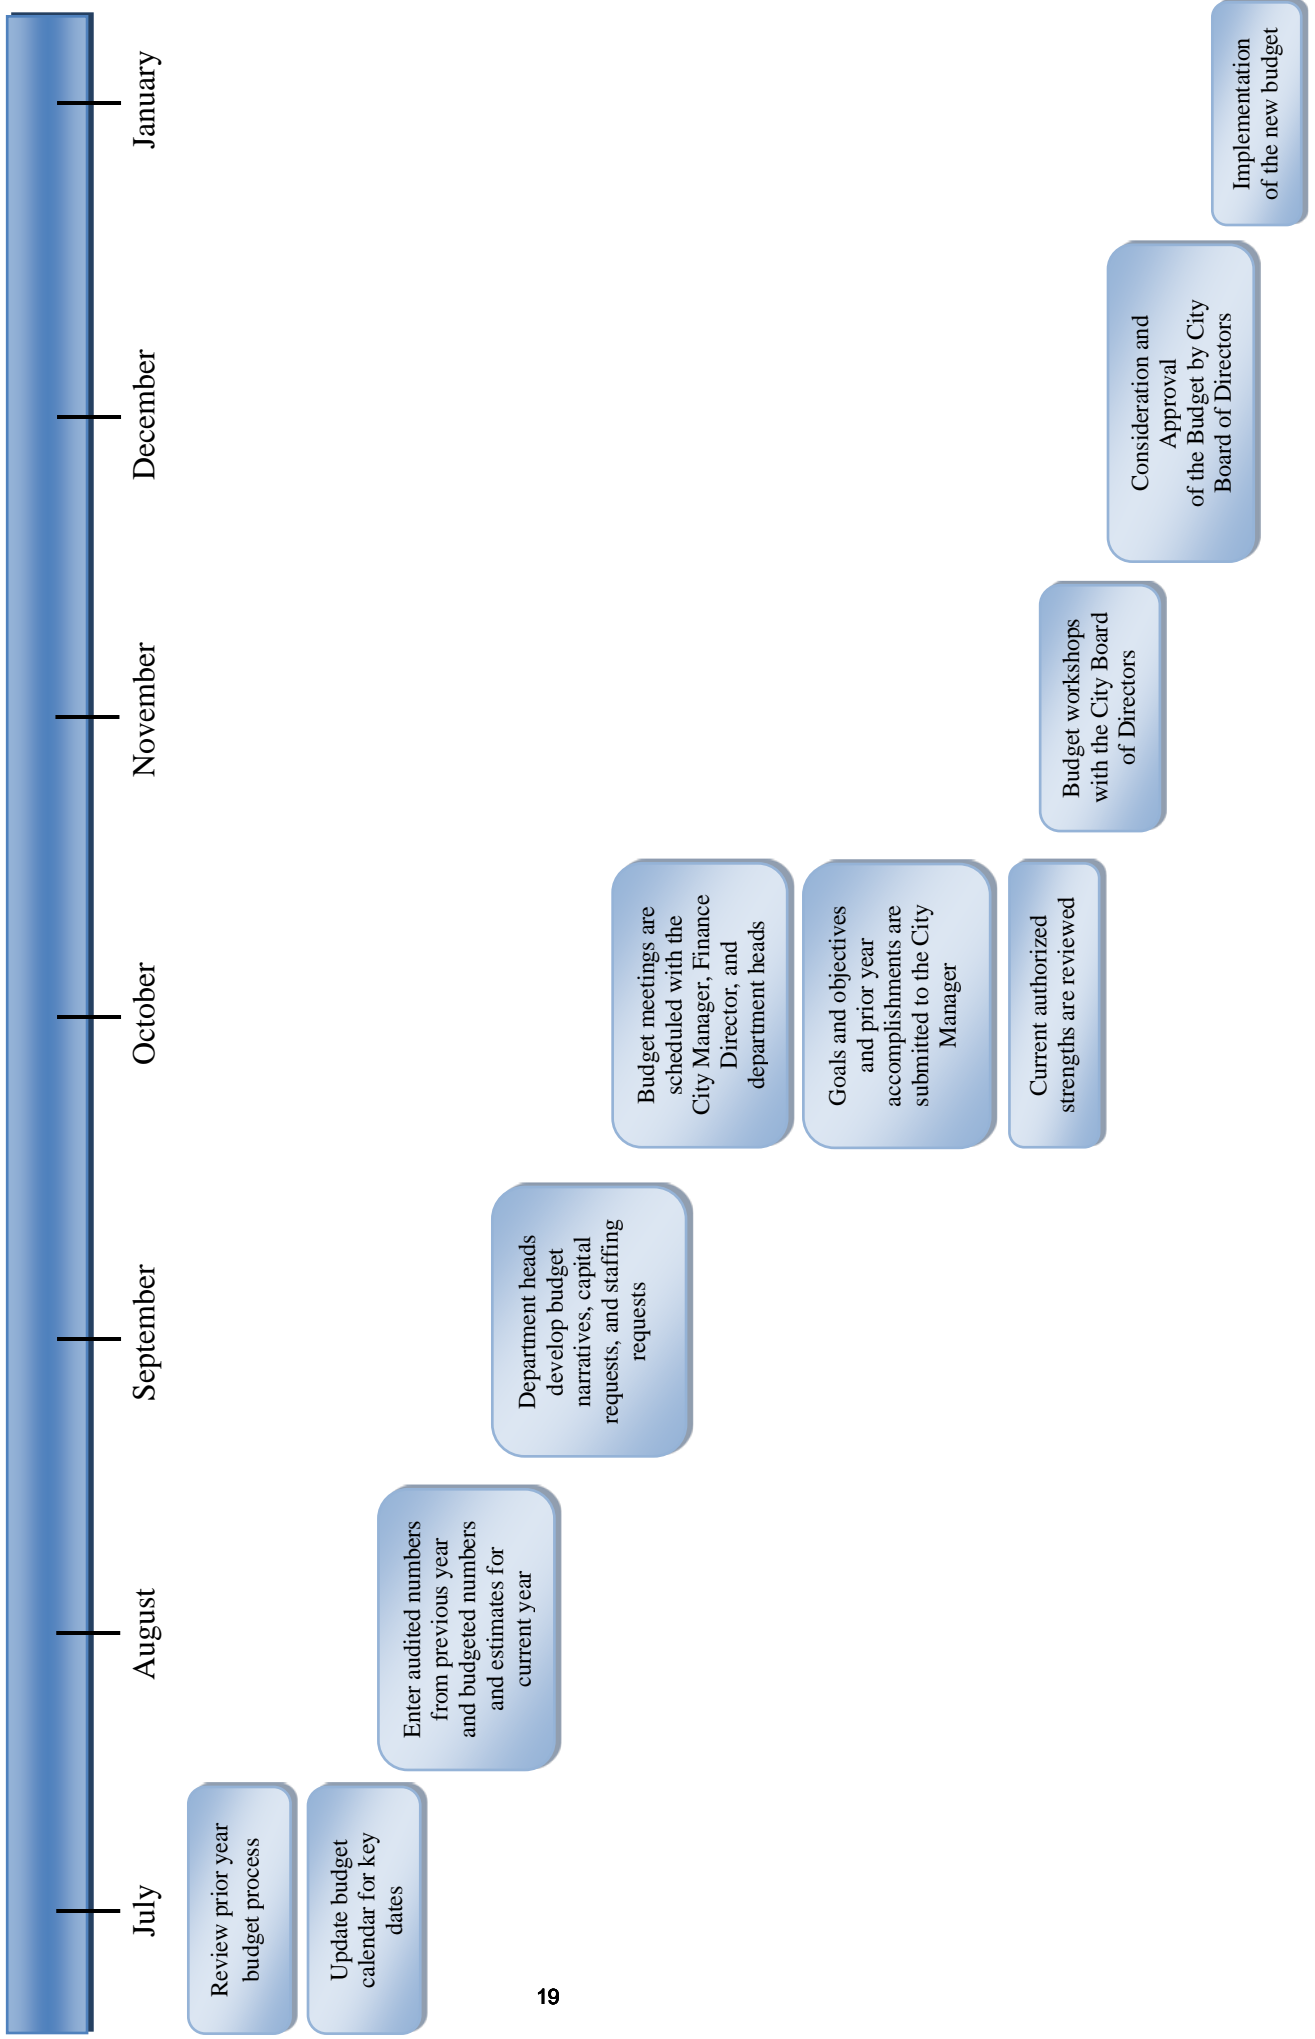 July
August
September
October
November
December
January
Review prior year
budget process
Update budget
calendar for key
dates
Enter audited numbers
from previous year
and budgeted numbers
and estimates for
current year
Department heads
develop budget
narratives, capital
requests, and staffing
requests
Budget meetings are
scheduled with the
City Manager, Finance
Director, and
department heads
Goals and objectives
and prior year
accomplishments are
submitted to the City
Manager
Current authorized
strengths are reviewed
Budget workshops
with the City Board
of Directors
Consideration and
Approval
of the Budget by City
Board of Directors
Implementation
of the new budget
19